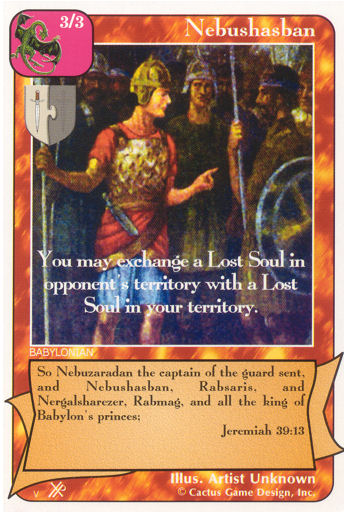 3/3
Nebushasban
You may exchange a Lost Soul in
opponent's territory with a Lost
Soul in your territory.
BABYLONIAN
So Nebuzaradan the captain of the guard sent,
and Nebushasban, Rabsaris, and
Nergalsharezer, Rabmag, and all the king of
Babylon's princes;
Jeremiah 39:13
Illus. Artist Unknown
V
© Cactus Game Design, Inc.